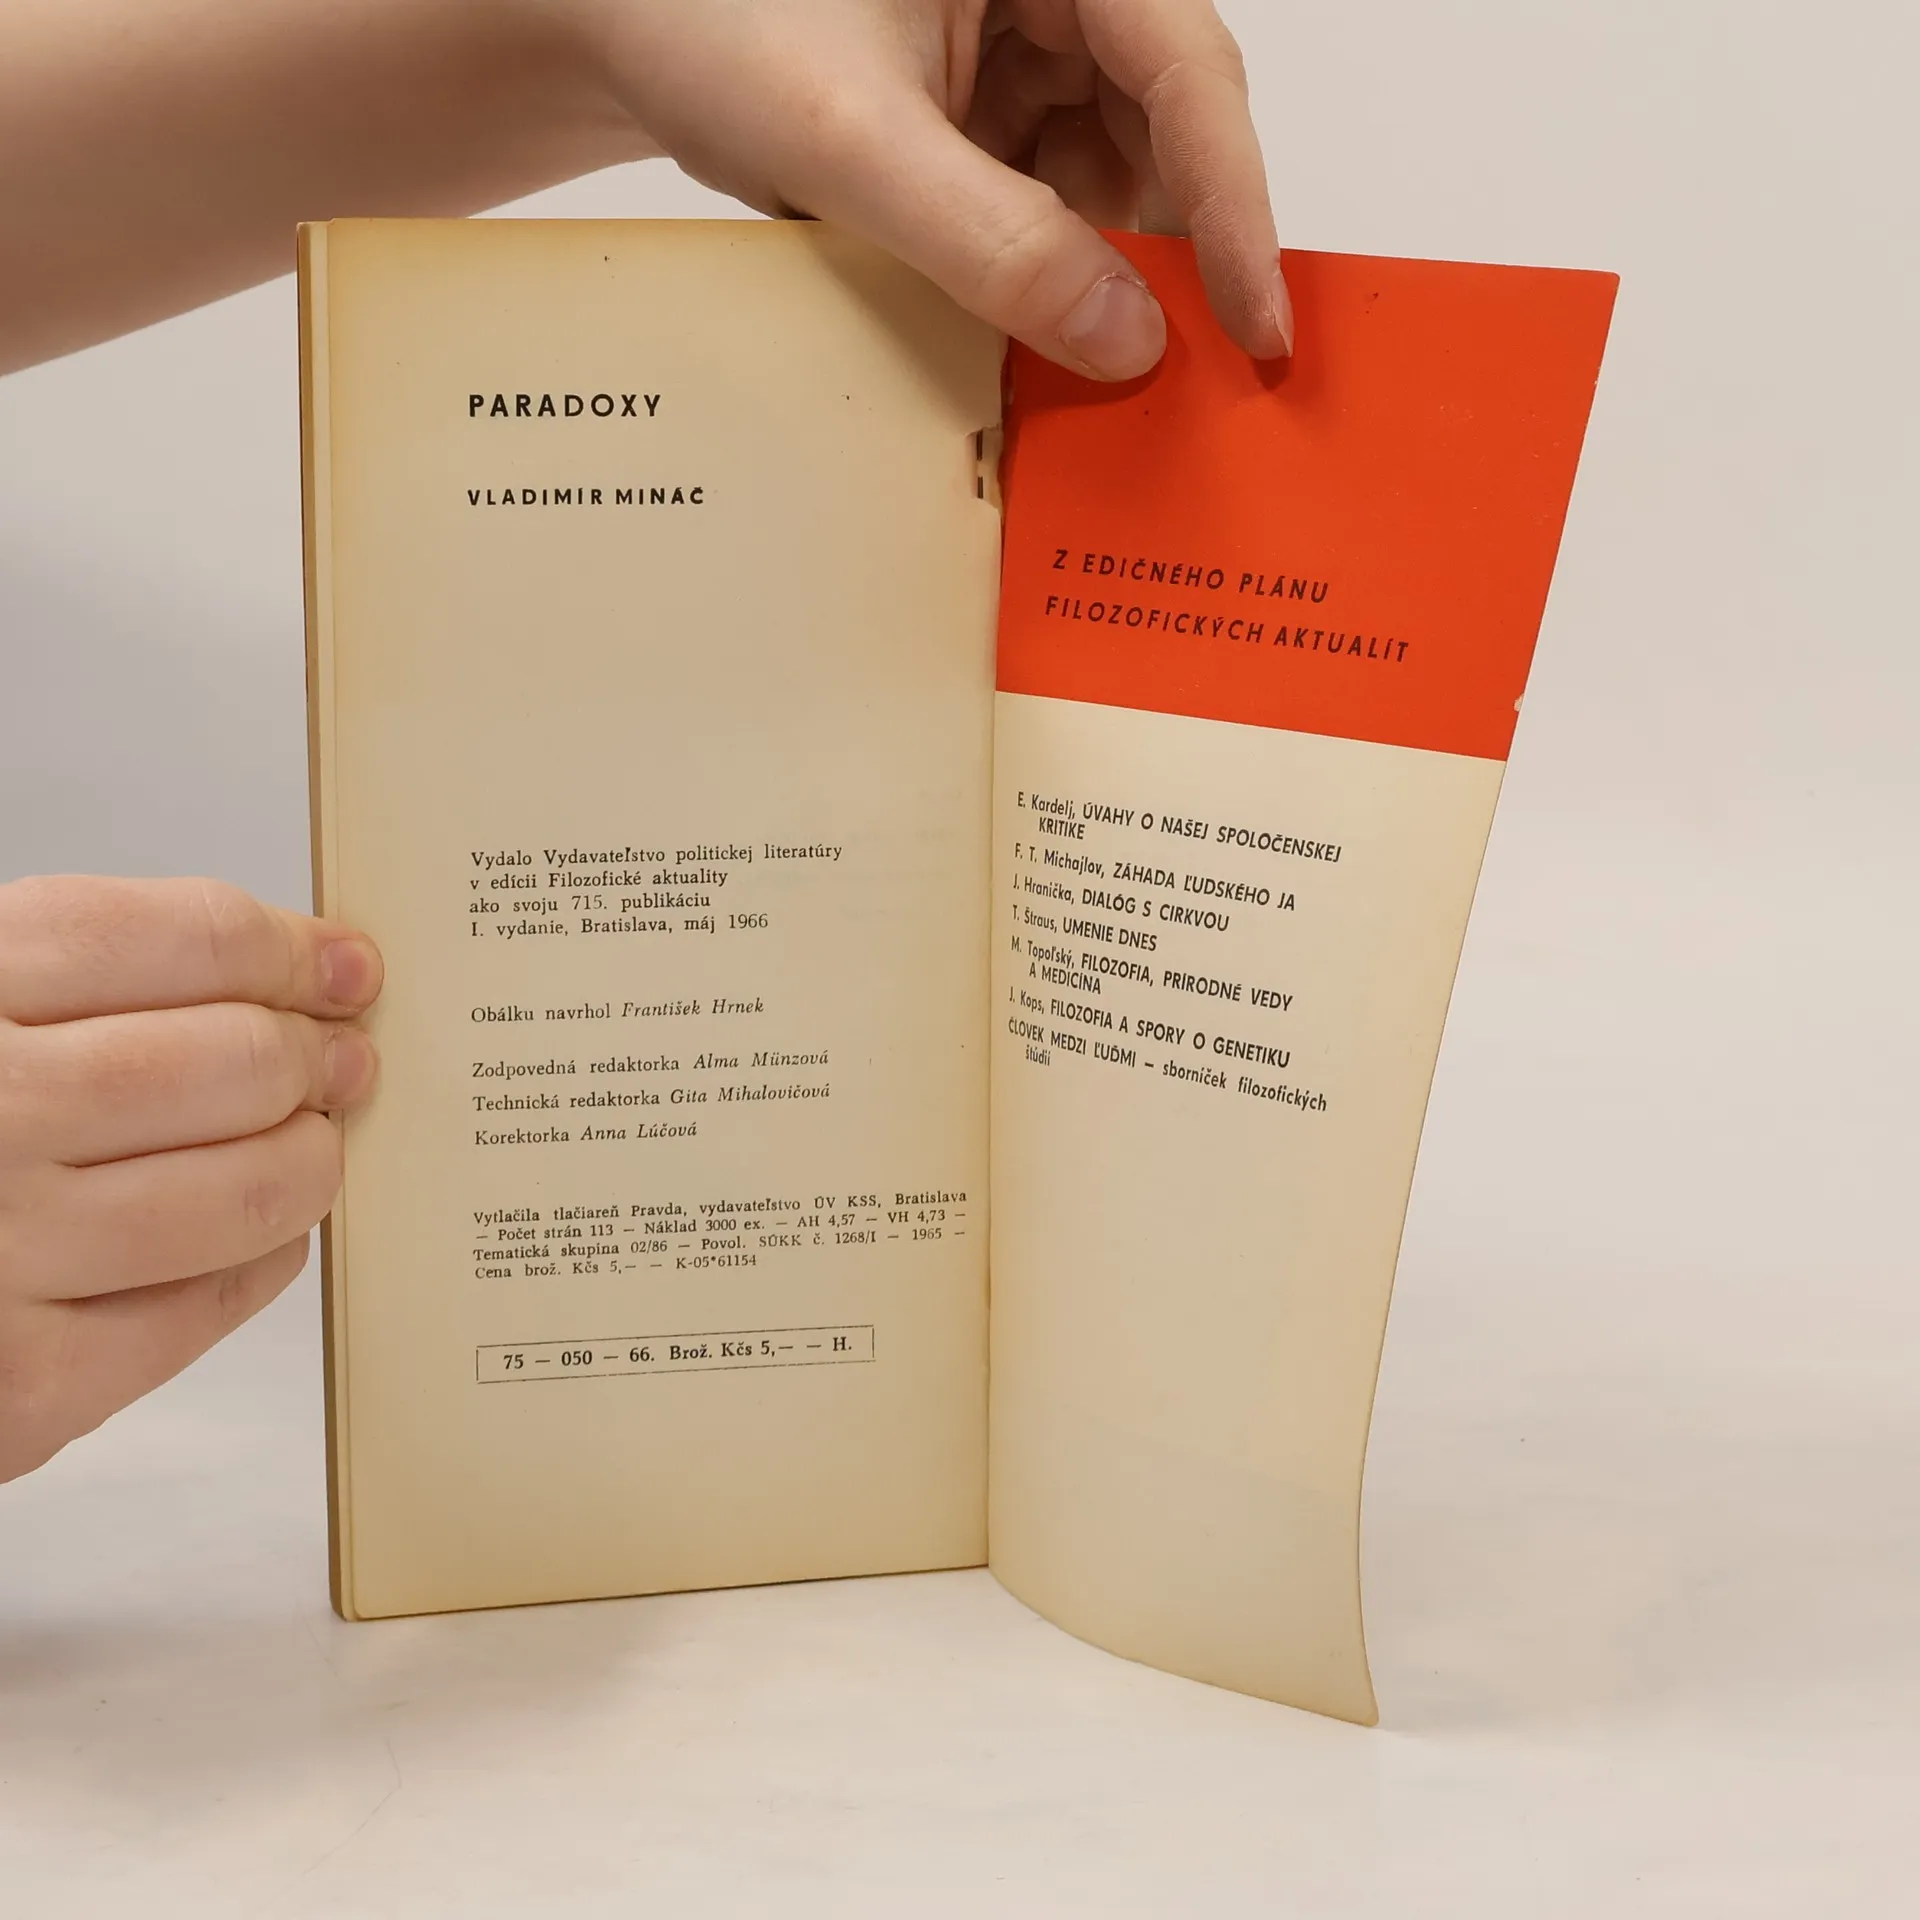 PARADOXY
VLADIMÍR MINÁČ
Vydalo Vydavateľstvo politickej literatúry
v edícii Filozofické aktuality
ako svoju 715. publikáciu
I. vydanie, Bratislava, máj 1966
Obálku navrhol František Hrnek
Zodpovedná redaktorka Alma Münzová
Technická redaktorka Gita Mihalovičová
Korektorka Anna Lúčová
Vytlačila tlačiareň Pravda, vydavateľstvo ÚV KSS, Bratislava
— Počet strán 113 — Náklad 3000 ex. — AH 4,57 — VH 4,73 —
Tematická skupina 02/86 — Povol. SÚKK č. 1268/I — 1965 —
Cena brož. Kčs 5,— — K-05*61154
75 — 050 — 66. Brož. Kčs 5,— — H.
Z EDIČNÉHO PLÁNU
FILOZOFICKÝCH AKTUALÍT
E. Kardelj, ÚVAHY O NAŠEJ SPOLOČENSKEJ
KRITIKE
F. T. Michajlov, ZÁHADA ĽUDSKÉHO JA
J. Hranička, DIALÓG S CIRKVOU
T. Štraus, UMENIE DNES
M. Topoľský, FILOZOFIA, PRÍRODNÉ VEDY
A MEDICÍNA
J. Kops, FILOZOFIA A SPORY O GENETIKU
ČLOVEK MEDZI ĽUĎMI — sborníček filozofických
štúdií